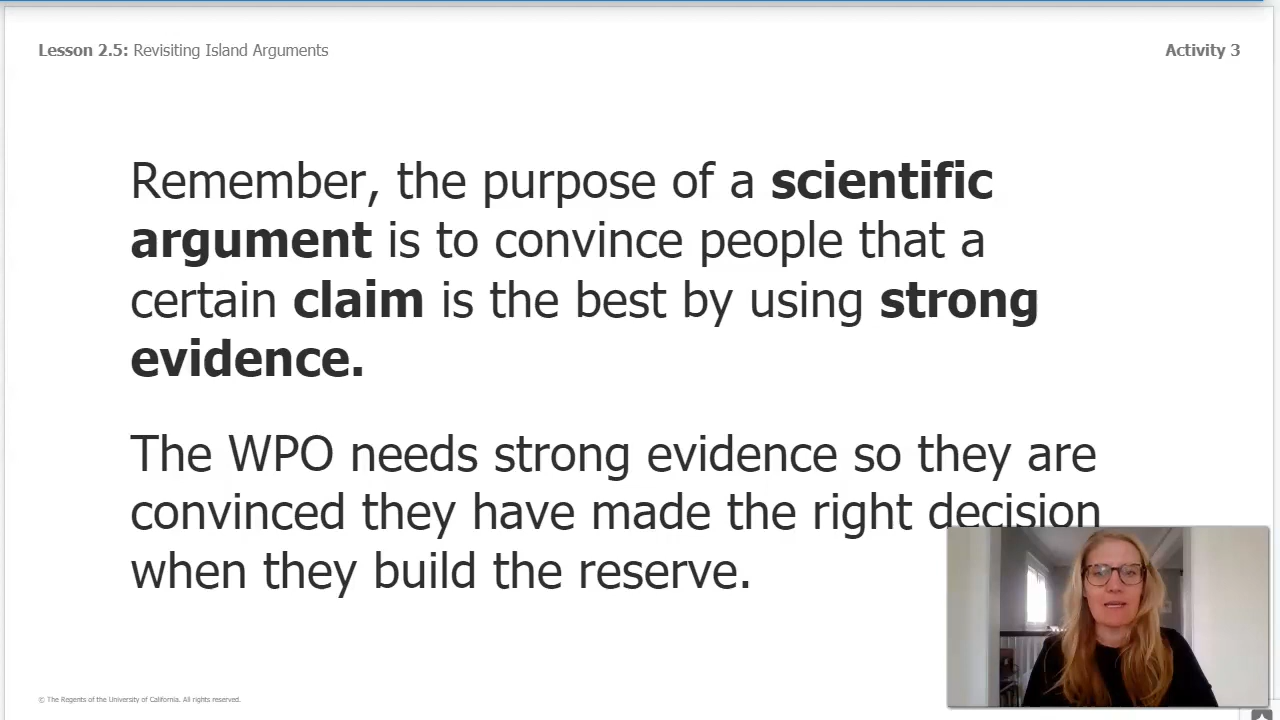 Lesson 2.5: Revisiting Island Arguments
Activity 3
Remember, the purpose of a scientific
argument is to convince people that a
certain claim is the best by using strong
evidence.
The WPO needs strong evidence so they are
convinced they have made the right decision
when they build the reserve.
© The Regents of the University of California. All rights reserved.